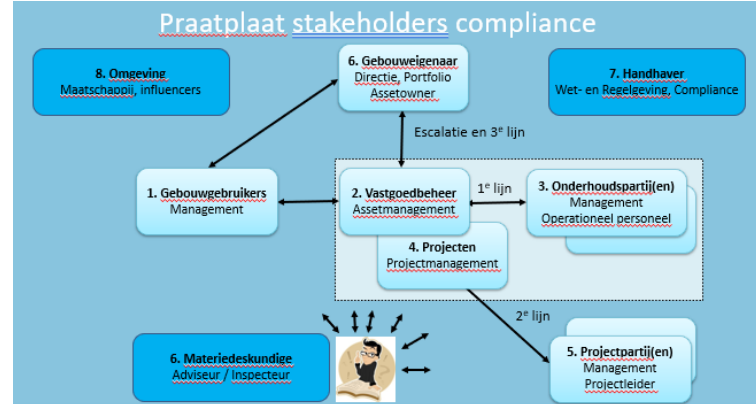 Praatplaat stakeholders compliance
8. Omgeving
Maatschappij, influencers
6. Gebouweigenaar
Directie, Portfolio
Assetowner
7. Handhaver
Wet- en Regelgeving, Compliance
Escalatie en 3e lijn
1. Gebouwgebruikers
Management
2. Vastgoedbeheer
Assetmanagement
1e lijn
3. Onderhoudspartij(en)
Management
Operationeel personeel
4. Projecten
Projectmanagement
2e lijn
6. Materiedeskundige
Adviseur / Inspecteur
5. Projectpartij(en)
Management
Projectleider